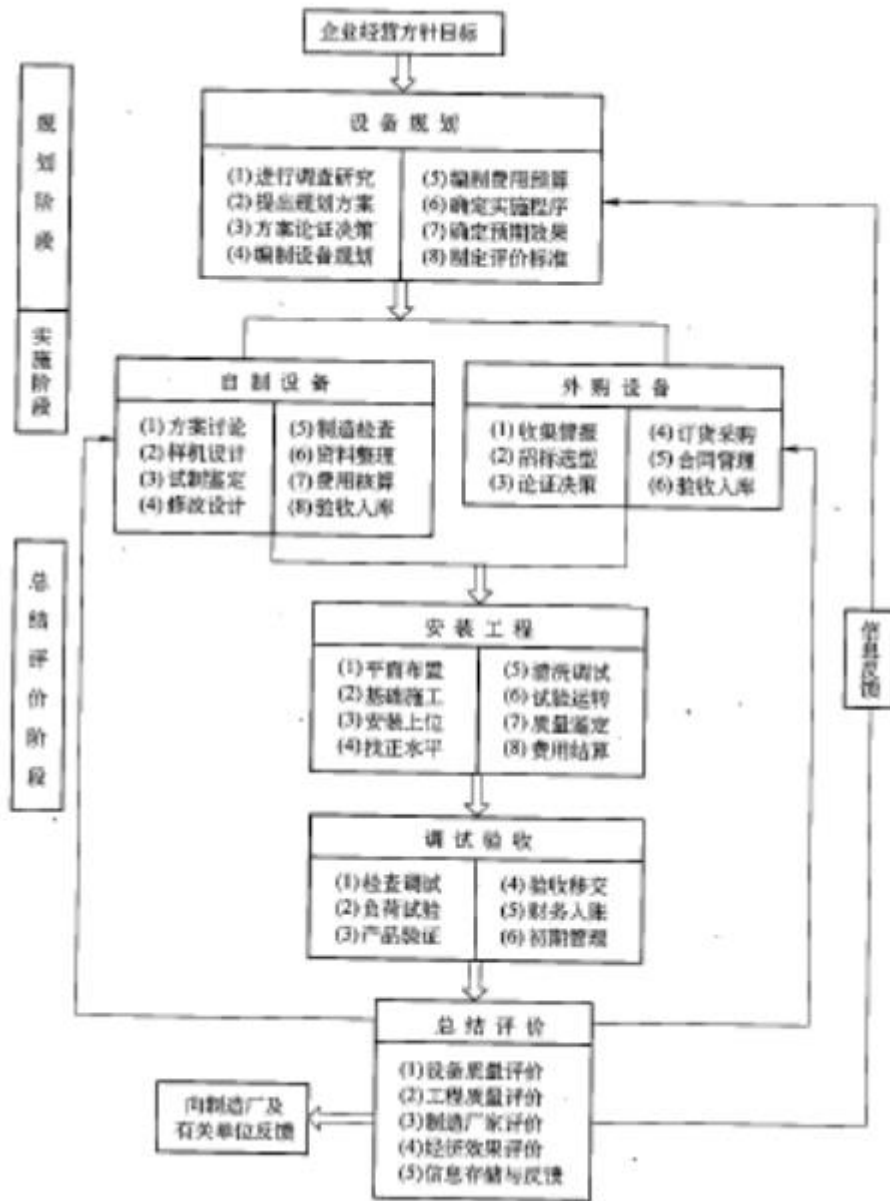 企业经营方针目标
规划阶段
设备规划
(1)进行调查研究
(2)提出规划方案
(3)方案论证决策
(4)编制设备规划
(5)编制费用预算
(6)确定实施程序
(7)确定预期效果
(8)制定评价标准
实施阶段
自制设备
(1)方案讨论
(2)样机设计
(3)试制鉴定
(4)修改设计
(5)制造检查
(6)资料整理
(7)费用核算
(8)验收入库
外购设备
(1)收集情报
(2)招标选型
(3)论证决策
(4)订货采购
(5)合同管理
(6)验收入库
总结评价阶段
安装工程
(1)平面布置
(2)基础施工
(3)安装上位
(4)找正水平
(5)清洗调试
(6)试验运转
(7)质量鉴定
(8)费用结算
信息反馈
调试验收
(1)检查调试
(2)负荷试验
(3)产品验证
(4)验收移交
(5)财务入账
(6)初期管理
总结评价
(1)设备质量评价
(2)工程质量评价
(3)制造厂家评价
(4)经济效果评价
(5)信息存储与反馈
向制造厂及
有关单位反馈